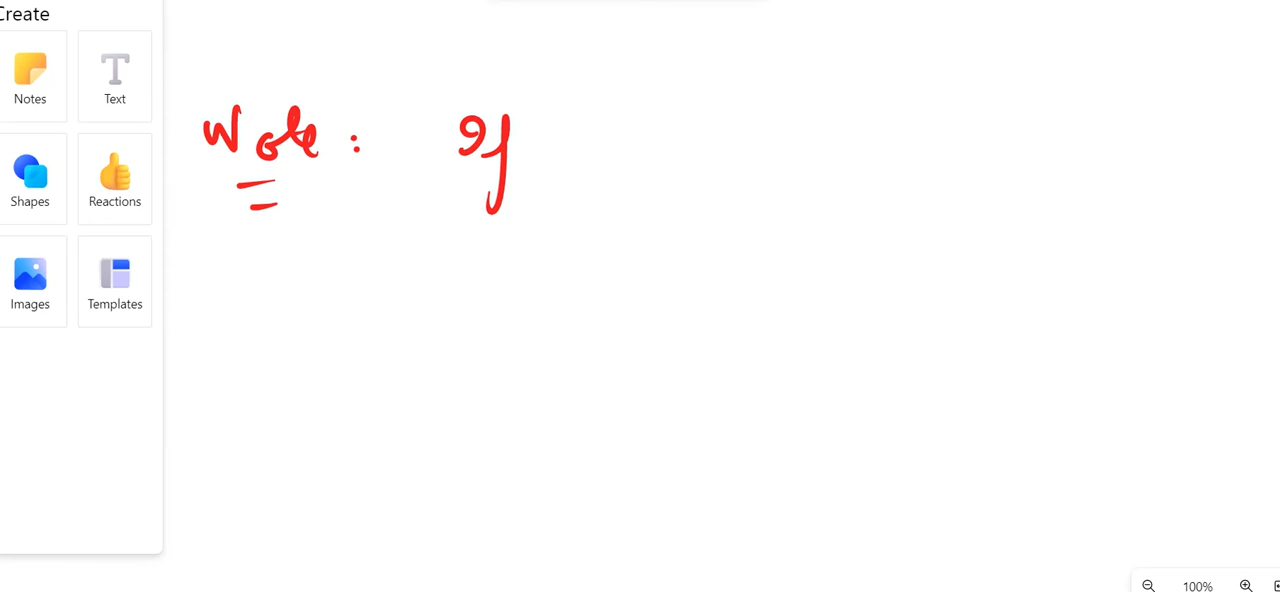 Create
Notes Text
Shapes Reactions
Images Templates
Note : If
100%